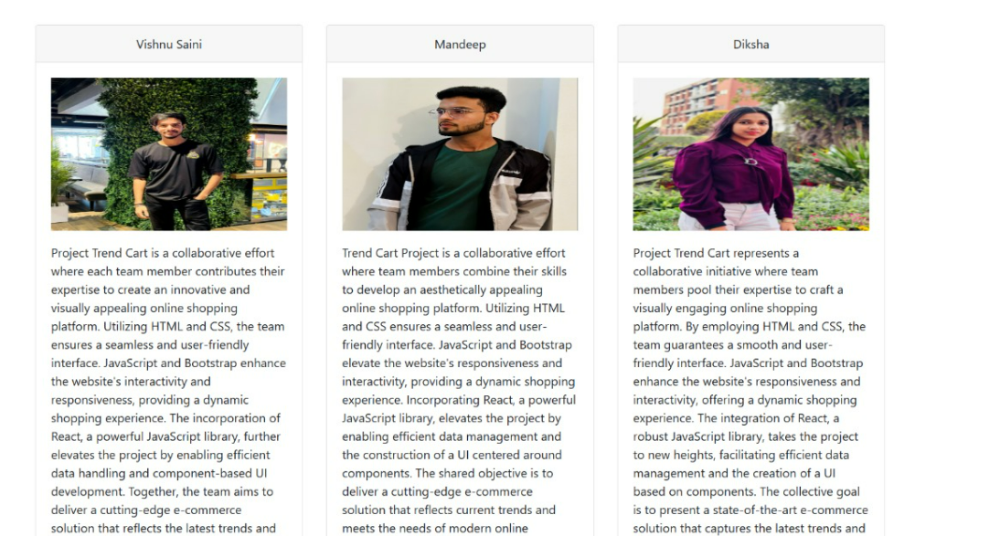 Vishnu Saini
Project Trend Cart is a collaborative effort
where each team member contributes their
expertise to create an innovative and
visually appealing online shopping
platform. Utilizing HTML and CSS, the team
ensures a seamless and user-friendly
interface. JavaScript and Bootstrap enhance
the website's interactivity and
responsiveness, providing a dynamic
shopping experience. The incorporation of
React, a powerful JavaScript library, further
elevates the project by enabling efficient
data handling and component-based UI
development. Together, the team aims to
deliver a cutting-edge e-commerce
solution that reflects the latest trends and
Mandeep
Trend Cart Project is a collaborative effort
where team members combine their skills
to develop an aesthetically appealing
online shopping platform. Utilizing HTML
and CSS ensures a seamless and user-
friendly interface. JavaScript and Bootstrap
elevate the website's responsiveness and
interactivity, providing a dynamic shopping
experience. Incorporating React, a powerful
JavaScript library, elevates the project by
enabling efficient data management and
the construction of a UI centered around
components. The shared objective is to
deliver a cutting-edge e-commerce
solution that reflects current trends and
meets the needs of modern online
Diksha
Project Trend Cart represents a
collaborative initiative where team
members pool their expertise to craft a
visually engaging online shopping
platform. By employing HTML and CSS, the
team guarantees a smooth and user-
friendly interface. JavaScript and Bootstrap
enhance the website's responsiveness and
interactivity, offering a dynamic shopping
experience. The integration of React, a
robust JavaScript library, takes the project
to new heights, facilitating efficient data
management and the creation of a UI
based on components. The collective goal
is to present a state-of-the-art e-commerce
solution that captures the latest trends and